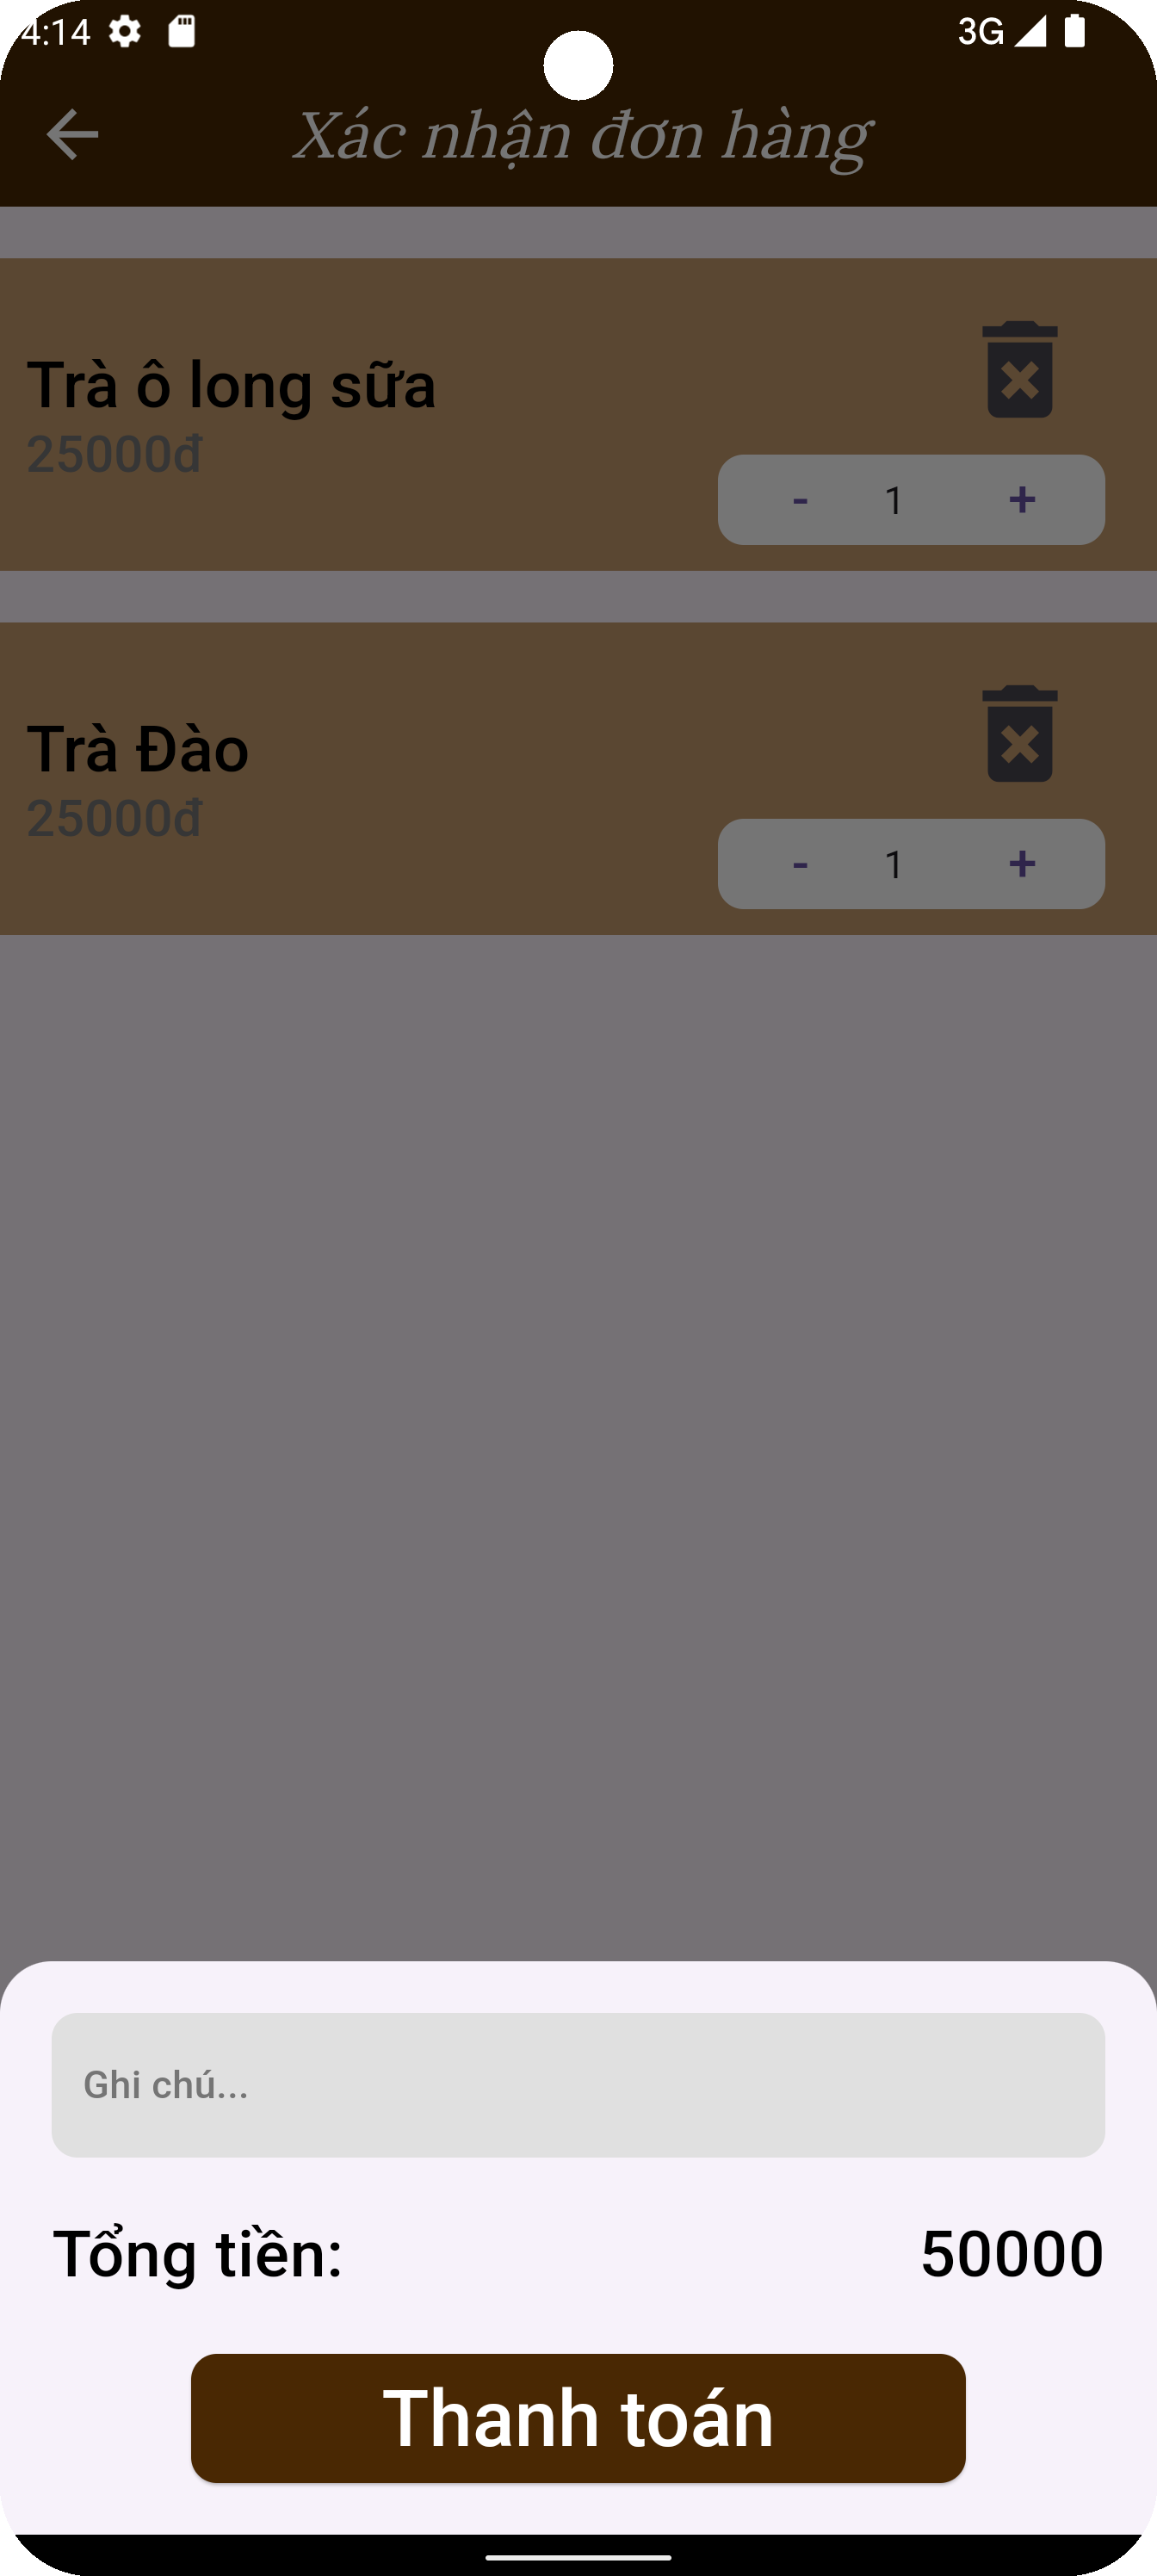 4:14
3G
Xác nhận đơn hàng
Trà ô long sữa
25000đ
- 1 +
Trà Đào
25000đ
- 1 +
Ghi chú...
Tổng tiền: 50000
Thanh toán